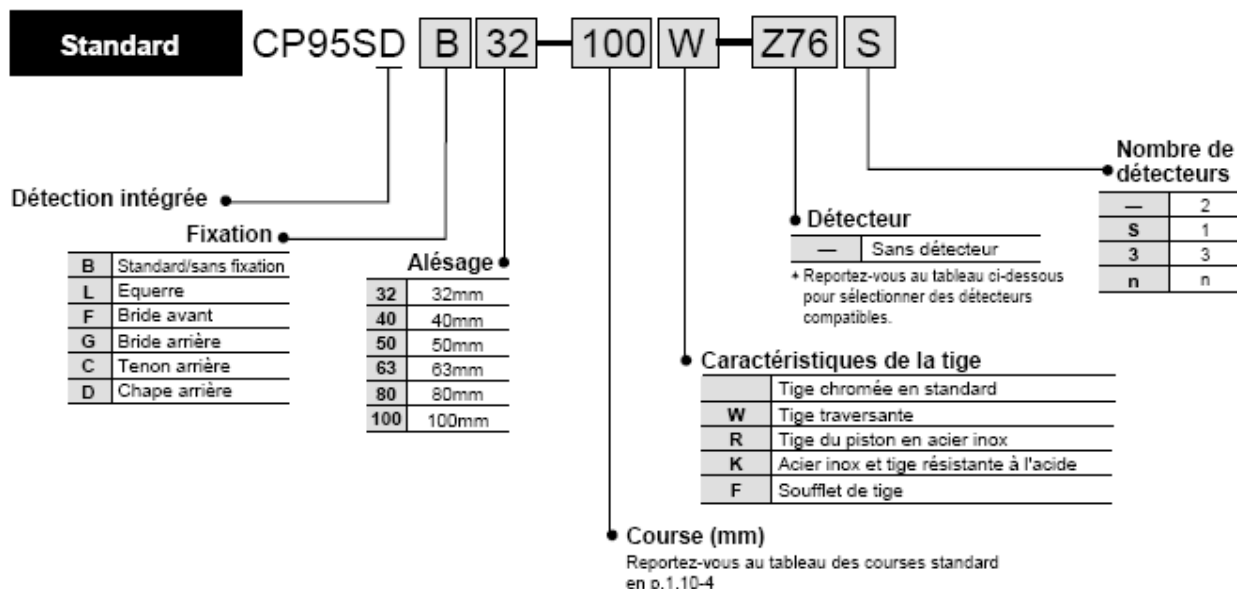 Standard CP95SD B 32 — 100 W — Z76 S
Détection intégrée
Fixation
B Standard/sans fixation
L Equerre
F Bride avant
G Bride arrière
C Tenon arrière
D Chape arrière
Alésage
32 32mm
40 40mm
50 50mm
63 63mm
80 80mm
100 100mm
Course (mm)
Reportez-vous au tableau des courses standard
en p.1.10-4
Caractéristiques de la tige
Tige chromée en standard
W Tige traversante
R Tige du piston en acier inox
K Acier inox et tige résistante à l'acide
F Soufflet de tige
Détecteur
— Sans détecteur
* Reportez-vous au tableau ci-dessous
pour sélectionner des détecteurs
compatibles.
Nombre de
détecteurs
— 2
S 1
3 3
n n